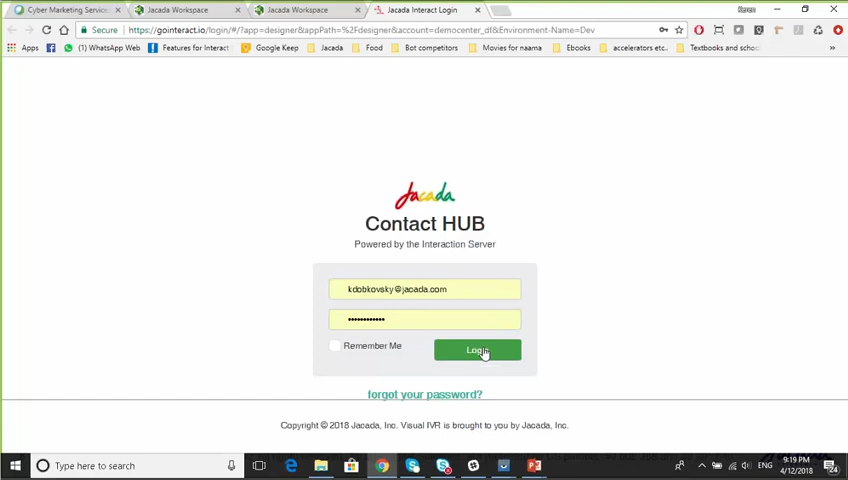 Cyber Marketing Service
Jacada Workspace
Jacada Workspace
Jacada Interact Login
Keren
Secure
https://gointeract.io/login/#/?app=designer&appPath=%2Fdesigner&account=democenter_df&Environment-Name=Dev
Apps
(1) WhatsApp Web
Features for Interact
Google Keep
Jacada
Food
Bot competitors
Movies for naama
Ebooks
accelerators etc..
Textbooks and school
»
Jacada
Contact HUB
Powered by the Interaction Server
kdobkovsky@jacada.com
••••••••••••
Remember Me
Login
forgot your password?
Copyright © 2018 Jacada, Inc. Visual IVR is brought to you by Jacada, Inc.
Type here to search
ENG
9:19 PM
4/12/2018
24